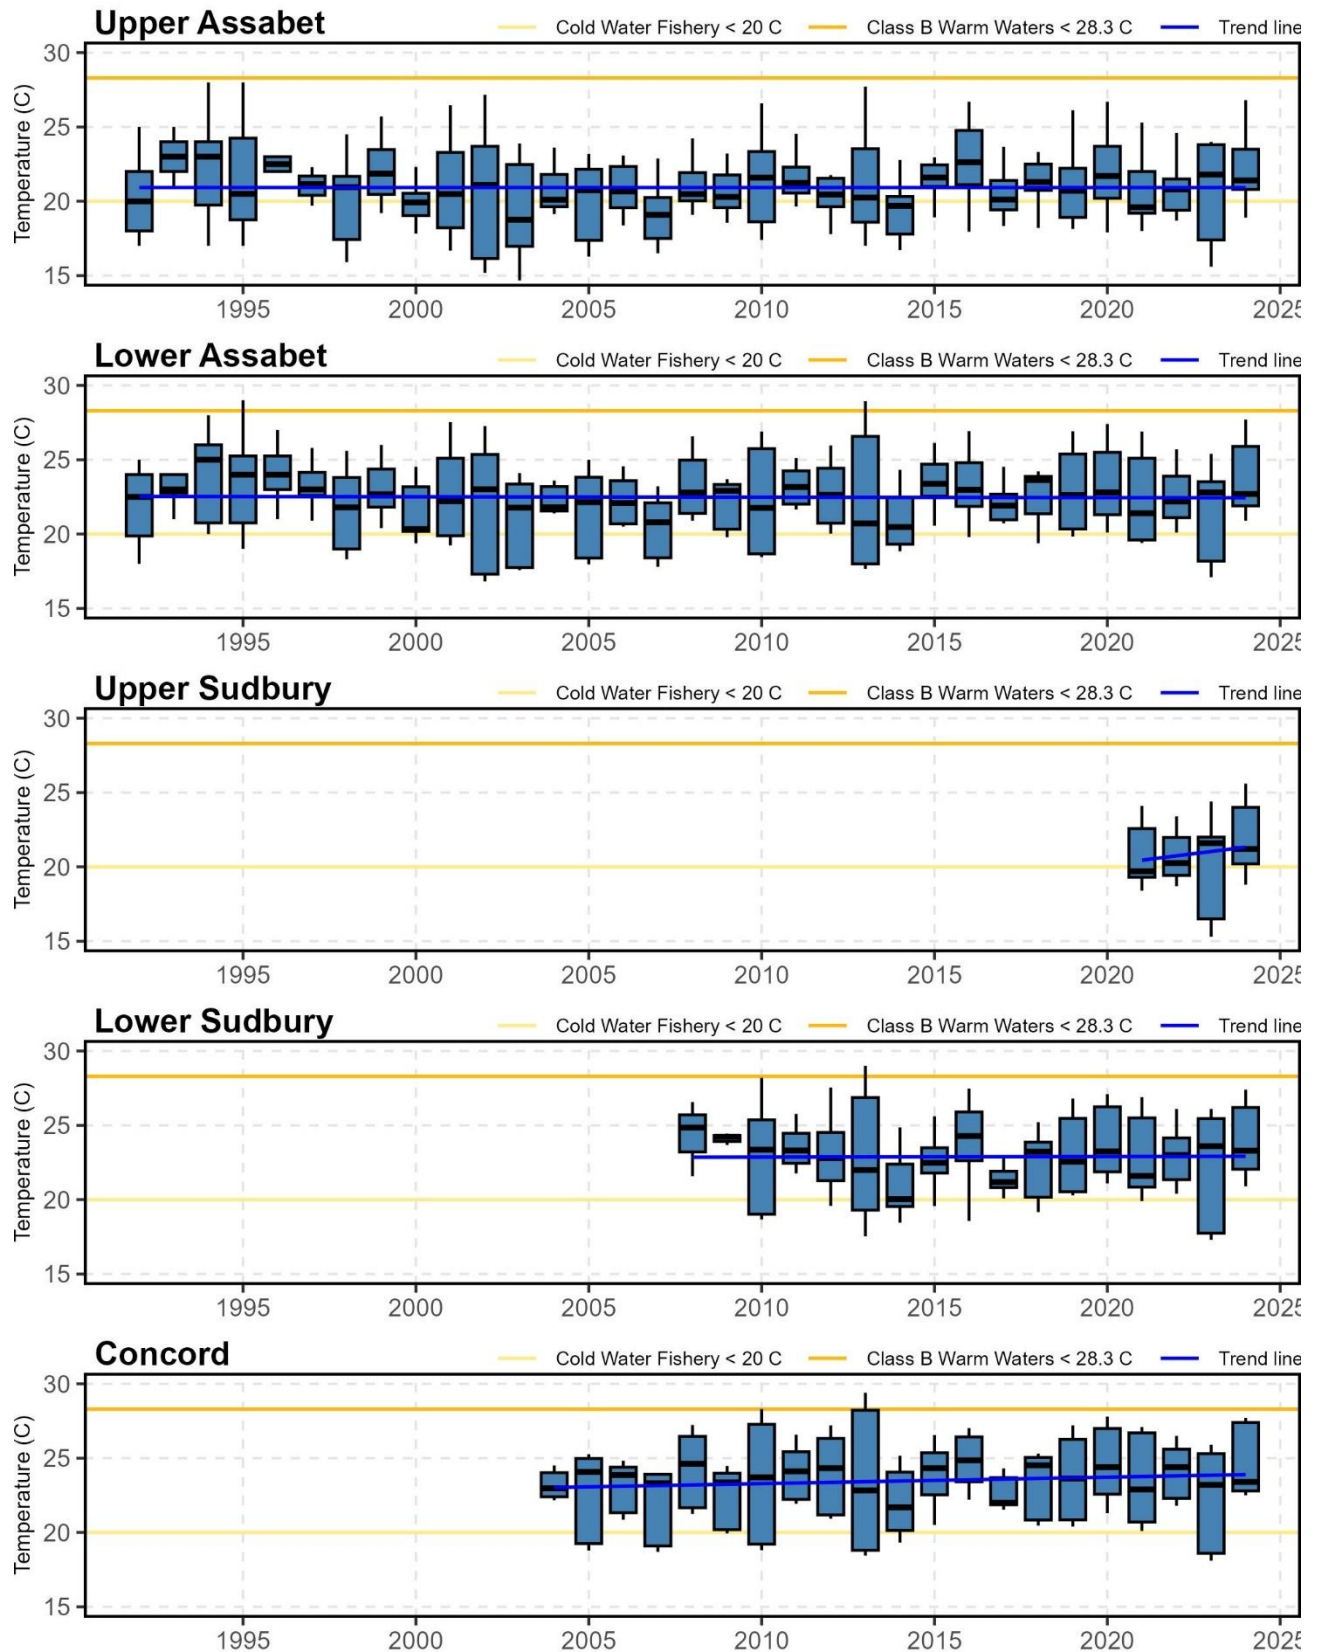 Upper Assabet
Cold Water Fishery < 20 C Class B Warm Waters < 28.3 C Trend line
Temperature (C)
30
25
20
15
1995 2000 2005 2010 2015 2020 2025
Lower Assabet
Cold Water Fishery < 20 C Class B Warm Waters < 28.3 C Trend line
Temperature (C)
30
25
20
15
1995 2000 2005 2010 2015 2020 2025
Upper Sudbury
Cold Water Fishery < 20 C Class B Warm Waters < 28.3 C Trend line
Temperature (C)
30
25
20
15
1995 2000 2005 2010 2015 2020 2025
Lower Sudbury
Cold Water Fishery < 20 C Class B Warm Waters < 28.3 C Trend line
Temperature (C)
30
25
20
15
1995 2000 2005 2010 2015 2020 2025
Concord
Cold Water Fishery < 20 C Class B Warm Waters < 28.3 C Trend line
Temperature (C)
30
25
20
15
1995 2000 2005 2010 2015 2020 2025